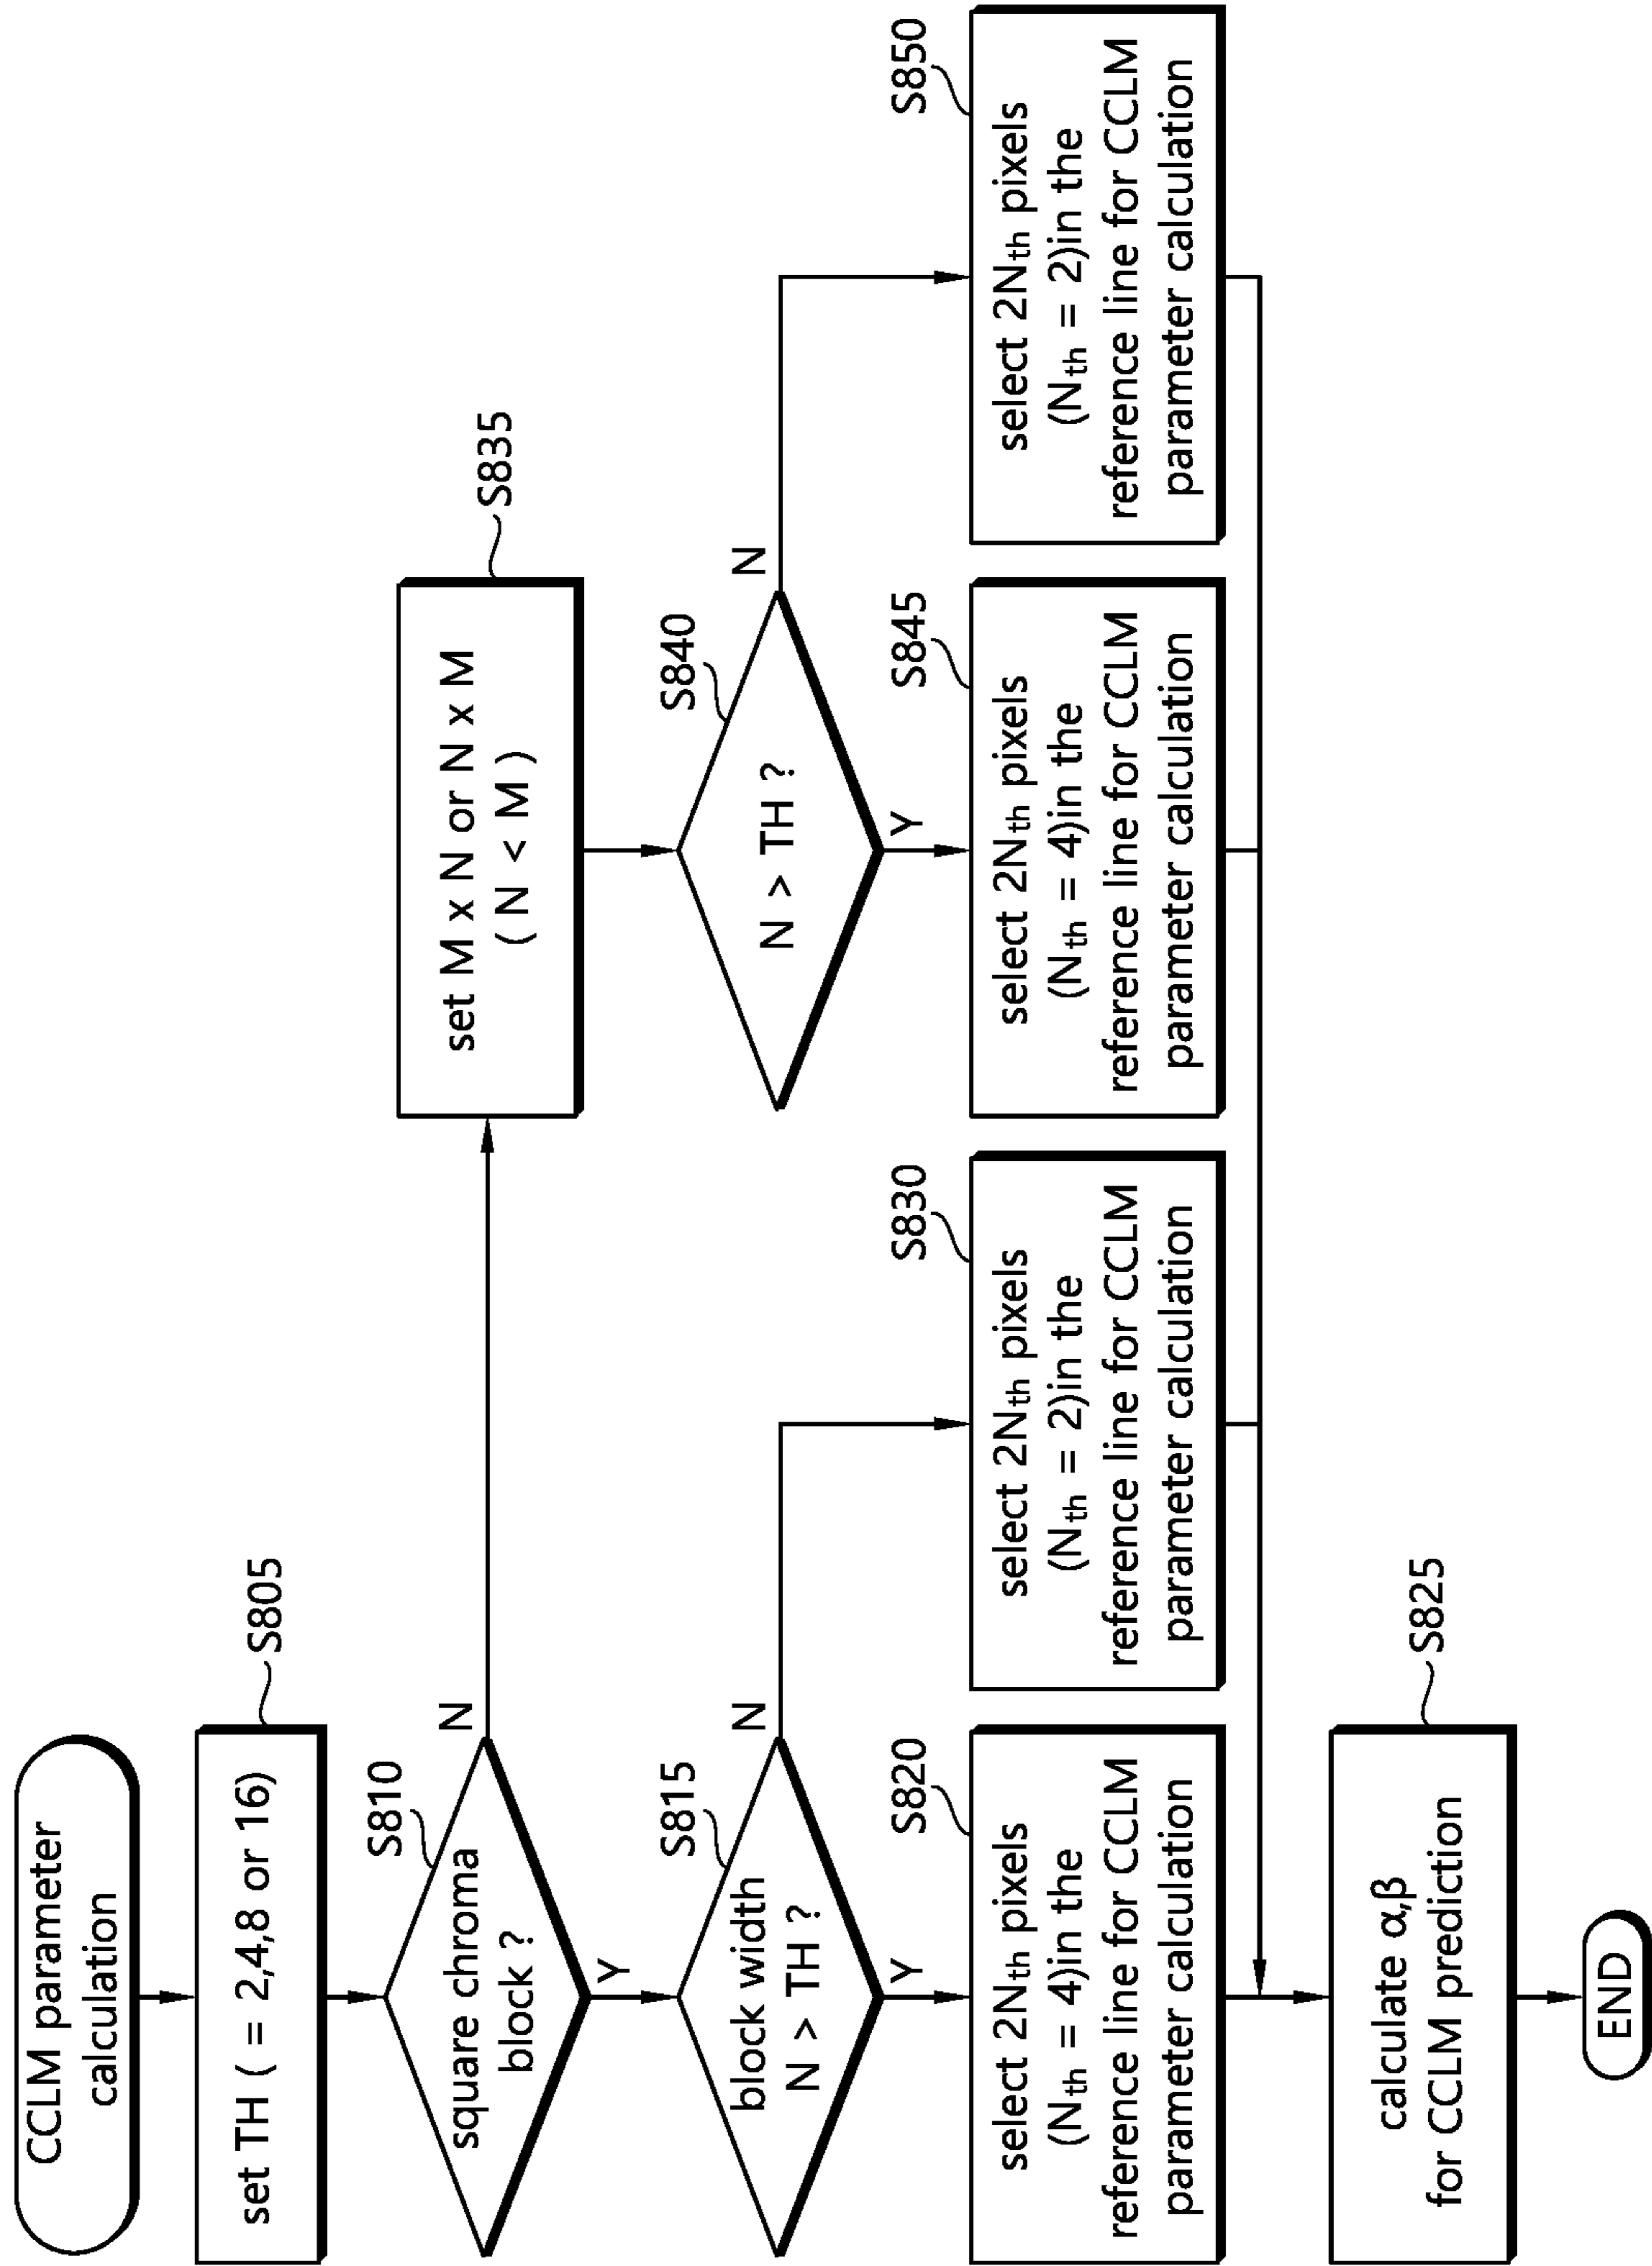 CCLM parameter
calculation
set TH ( = 2,4,8 or 16)
S805
square chroma
block ?
S810
N
Y
block width
N > TH ?
S815
N
Y
set M x N or N x M
( N < M )
S835
N > TH ?
S840
N
Y
select 2Nth pixels
(Nth = 4)in the
reference line for CCLM
parameter calculation
S820
select 2Nth pixels
(Nth = 2)in the
reference line for CCLM
parameter calculation
S830
select 2Nth pixels
(Nth = 4)in the
reference line for CCLM
parameter calculation
S845
select 2Nth pixels
(Nth = 2)in the
reference line for CCLM
parameter calculation
S850
calculate α,β
for CCLM prediction
S825
END